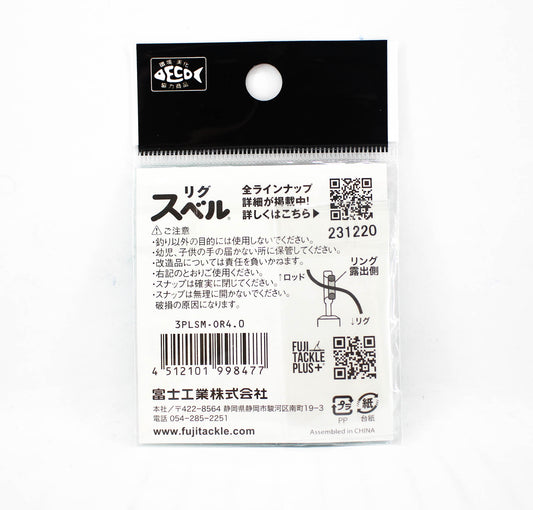 環境・美化
ECO
協力商品
リグ
スベル®
全ラインナップ
詳細が掲載中!
詳しくはこちら▶
231220
⚠ご注意
・釣り以外の目的には使用しないでください。
・幼児、子供の手の届かない所に保管してください。
・改造品については責任を負いかねます。
・右記のとおりご使用ください。
・スナップは確実に閉じてください。
・スナップは無理に開かないでください。
破損の原因になります。
↑ロッド
リング
露出側
↓リグ
3PLSM-OR4.0
4 512101 998477
FUJI
TACKLE
PLUS+
富士工業株式会社
本社/〒422-8564 静岡県静岡市駿河区南町19-3
電話 054-285-2251
www.fujitackle.com
プラ
PP
紙
台紙
Assembled in CHINA